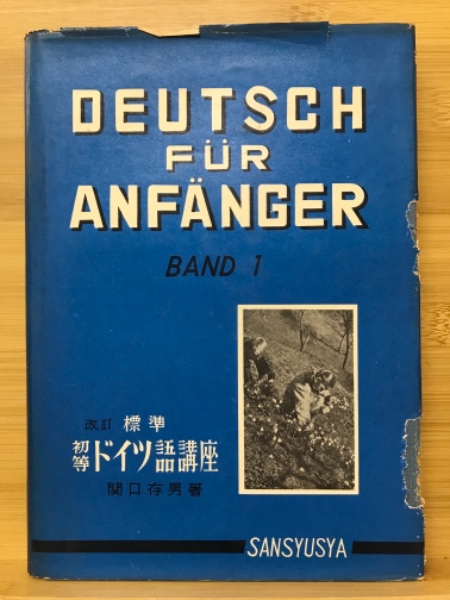 DEUTSCH
FÜR
ANFÄNGER
BAND 1
改訂 標準
初等ドイツ語講座
関口存男著
SANSYUSYA